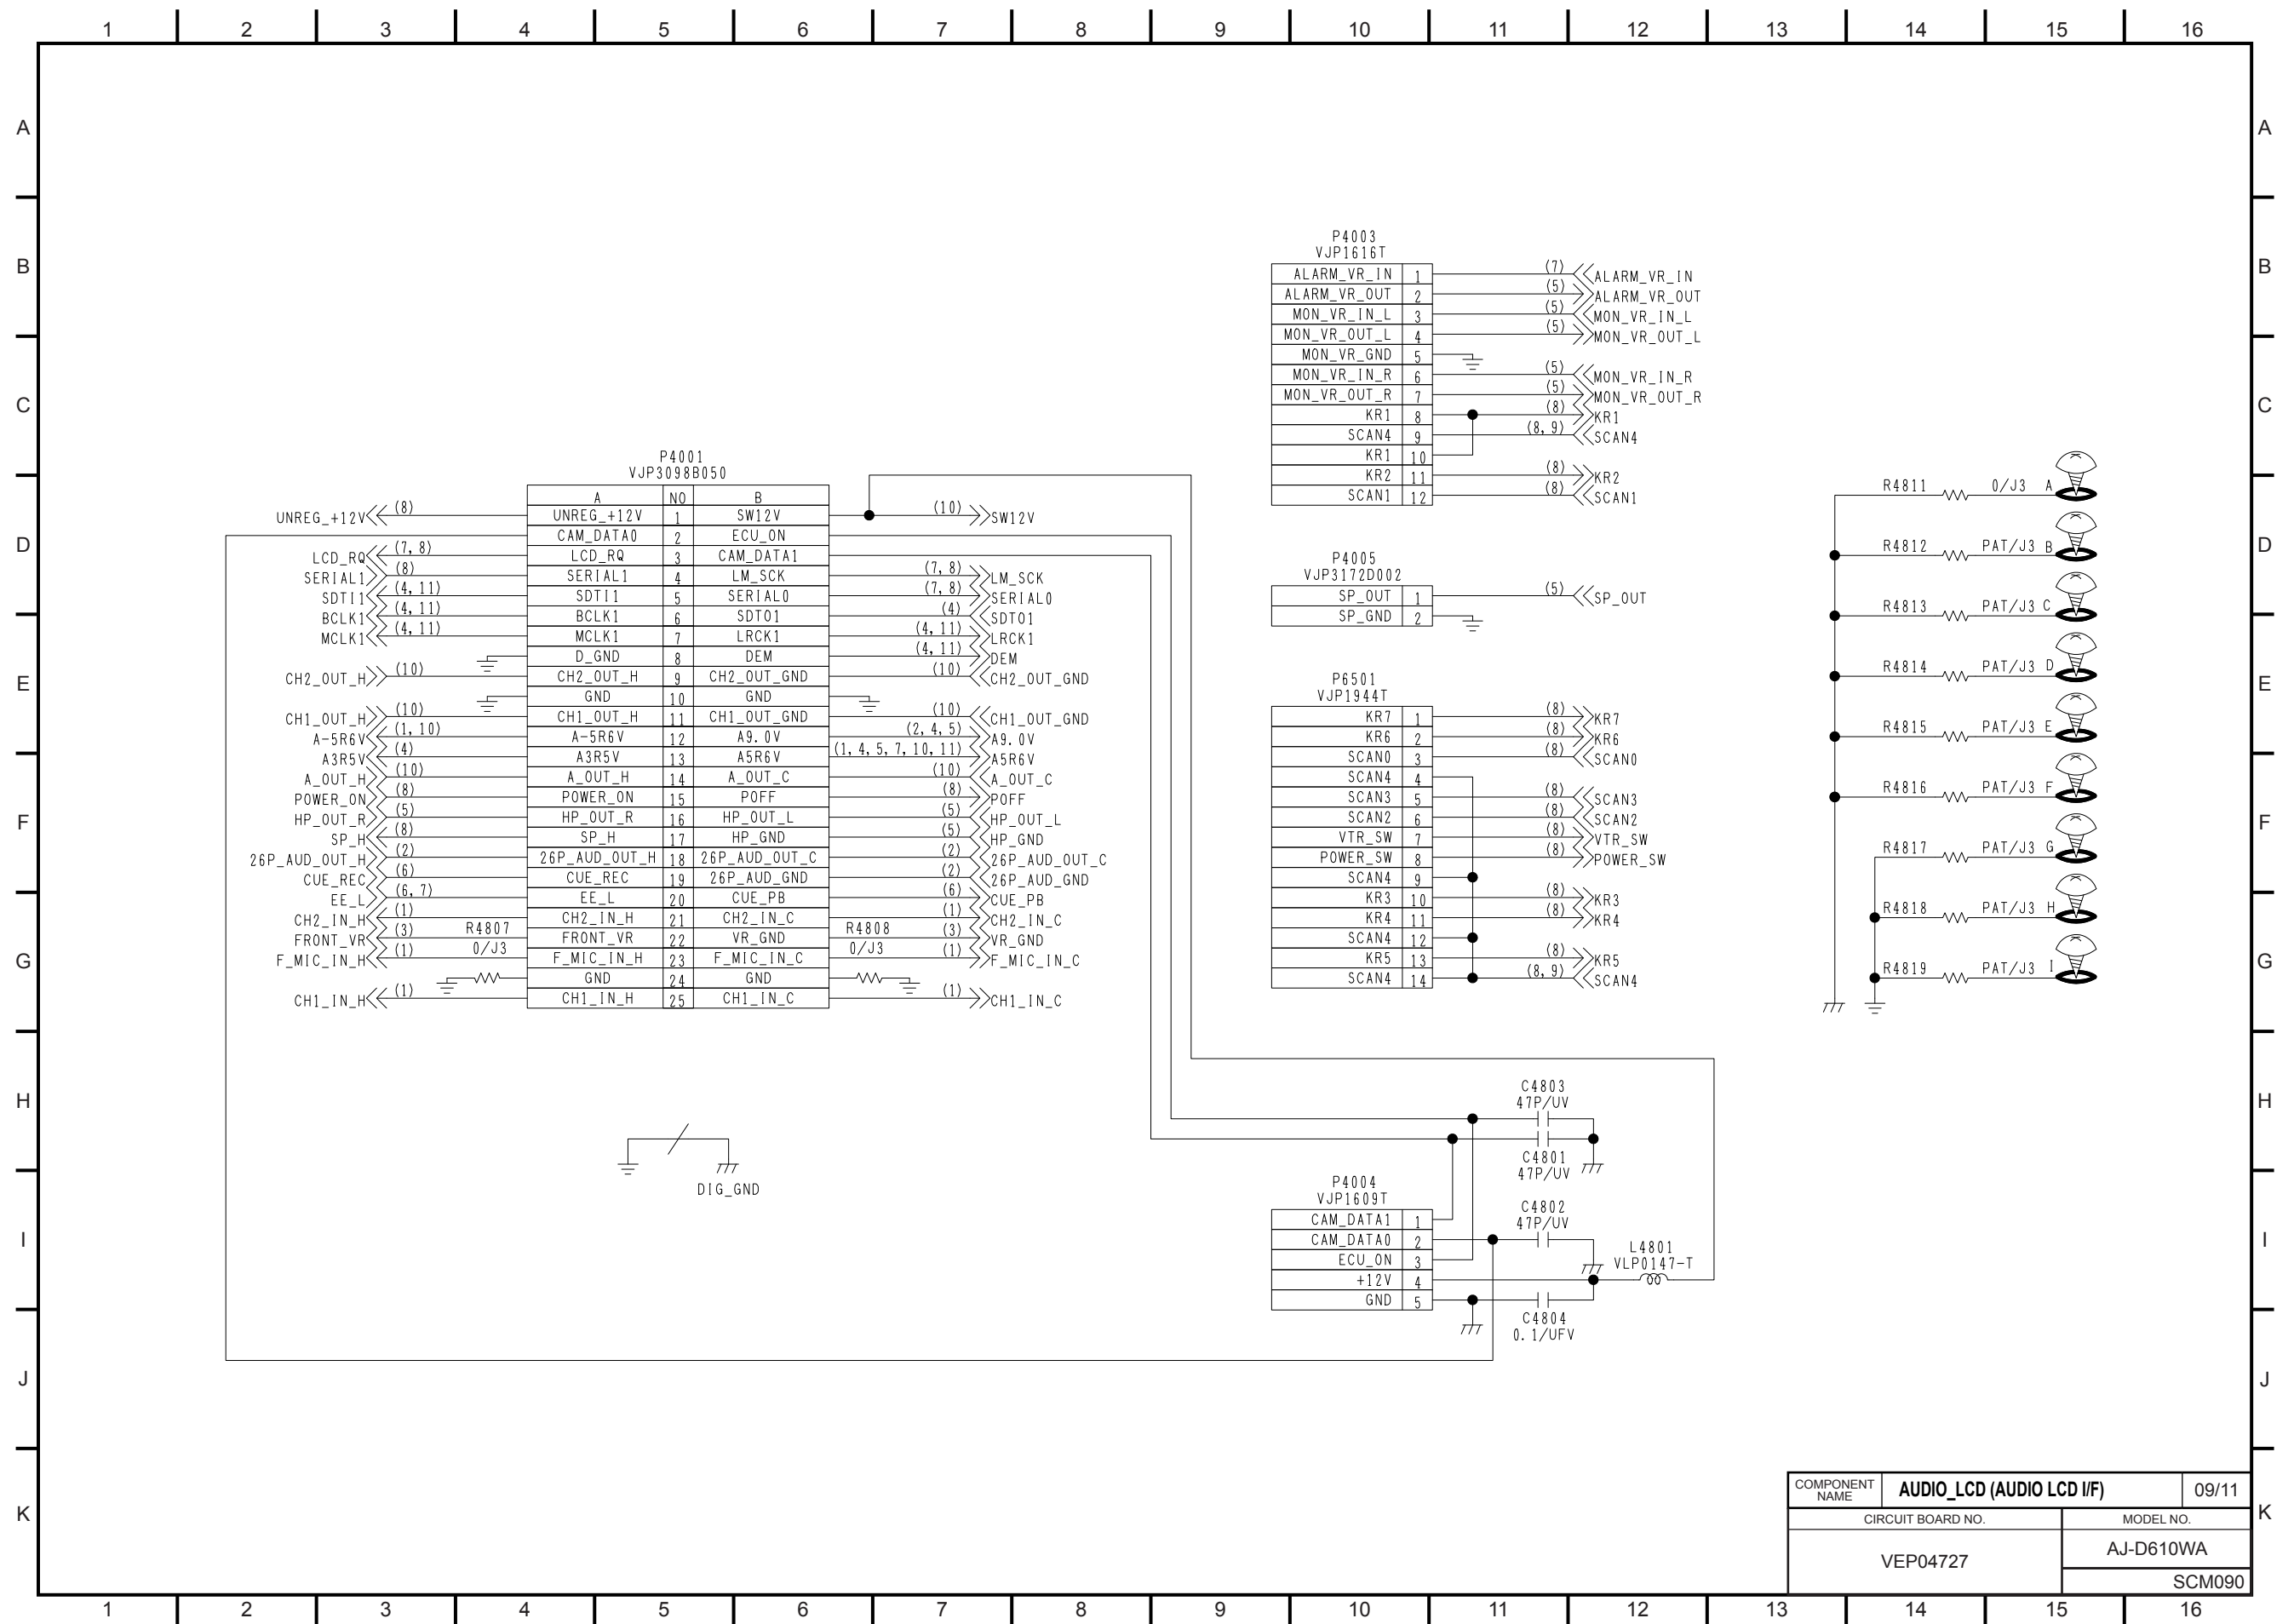 1 2 3 4 5 6 7 8 9 10 11 12 13 14 15 16
A A
B B
C C
D D
E E
F F
G G
H H
I I
J J
K K
P4001
VJP3098B050
A NO B
UNREG_+12V (8) UNREG_+12V 1 SW12V (10) SW12V
CAM_DATA0 2 ECU_ON
LCD_RQ (7, 8) LCD_RQ 3 CAM_DATA1
SERIAL1 (8) SERIAL1 4 LM_SCK (7, 8) LM_SCK
SDTI1 (4, 11) SDTI1 5 SERIAL0 (7, 8) SERIAL0
BCLK1 (4, 11) BCLK1 6 SDTO1 (4) SDTO1
MCLK1 (4, 11) MCLK1 7 LRCK1 (4, 11) LRCK1
D_GND 8 DEM (4, 11) DEM
CH2_OUT_H (10) CH2_OUT_H 9 CH2_OUT_GND (10) CH2_OUT_GND
GND 10 GND
CH1_OUT_H (10) CH1_OUT_H 11 CH1_OUT_GND (10) CH1_OUT_GND
A-5R6V (1, 10) A-5R6V 12 A9.0V (2, 4, 5) A9.0V
A3R5V (4) A3R5V 13 A5R6V (1, 4, 5, 7, 10, 11) A5R6V
A_OUT_H (10) A_OUT_H 14 A_OUT_C (10) A_OUT_C
POWER_ON (8) POWER_ON 15 POFF (8) POFF
HP_OUT_R (5) HP_OUT_R 16 HP_OUT_L (5) HP_OUT_L
SP_H (8) SP_H 17 HP_GND (5) HP_GND
26P_AUD_OUT_H (2) 26P_AUD_OUT_H 18 26P_AUD_OUT_C (2) 26P_AUD_OUT_C
CUE_REC (6) CUE_REC 19 26P_AUD_GND (2) 26P_AUD_GND
EE_L (6, 7) EE_L 20 CUE_PB (6) CUE_PB
CH2_IN_H (1) CH2_IN_H 21 CH2_IN_C (1) CH2_IN_C
FRONT_VR (3) R4807 FRONT_VR 22 VR_GND R4808 (3) VR_GND
F_MIC_IN_H (1) 0/J3 F_MIC_IN_H 23 F_MIC_IN_C 0/J3 (1) F_MIC_IN_C
GND 24 GND
CH1_IN_H (1) CH1_IN_H 25 CH1_IN_C (1) CH1_IN_C
DIG_GND
P4003
VJP1616T
ALARM_VR_IN 1 (7) ALARM_VR_IN
ALARM_VR_OUT 2 (5) ALARM_VR_OUT
MON_VR_IN_L 3 (5) MON_VR_IN_L
MON_VR_OUT_L 4 (5) MON_VR_OUT_L
MON_VR_GND 5
MON_VR_IN_R 6 (5) MON_VR_IN_R
MON_VR_OUT_R 7 (5) MON_VR_OUT_R
KR1 8 (8) KR1
SCAN4 9 (8, 9) SCAN4
KR1 10
KR2 11 (8) KR2
SCAN1 12 (8) SCAN1
P4005
VJP3172D002
SP_OUT 1 (5) SP_OUT
SP_GND 2
P6501
VJP1944T
KR7 1 (8) KR7
KR6 2 (8) KR6
SCAN0 3 (8) SCAN0
SCAN4 4
SCAN3 5 (8) SCAN3
SCAN2 6 (8) SCAN2
VTR_SW 7 (8) VTR_SW
POWER_SW 8 (8) POWER_SW
SCAN4 9
KR3 10 (8) KR3
KR4 11 (8) KR4
SCAN4 12
KR5 13 (8) KR5
SCAN4 14 (8, 9) SCAN4
C4803
47P/UV
C4801
47P/UV
P4004
VJP1609T
CAM_DATA1 1
CAM_DATA0 2
ECU_ON 3
+12V 4
GND 5
C4802
47P/UV
L4801
VLP0147-T
C4804
0.1/UFV
R4811 0/J3 A
R4812 PAT/J3 B
R4813 PAT/J3 C
R4814 PAT/J3 D
R4815 PAT/J3 E
R4816 PAT/J3 F
R4817 PAT/J3 G
R4818 PAT/J3 H
R4819 PAT/J3 I
COMPONENT NAME AUDIO_LCD (AUDIO LCD I/F) 09/11
CIRCUIT BOARD NO. MODEL NO.
VEP04727 AJ-D610WA
SCM090
1 2 3 4 5 6 7 8 9 10 11 12 13 14 15 16